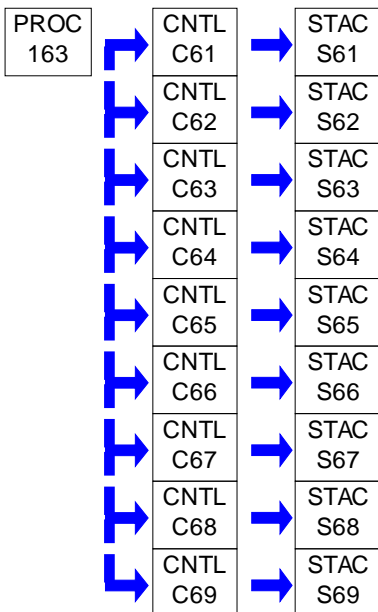 PROC
163
CNTL
C61
STAC
S61
CNTL
C62
STAC
S62
CNTL
C63
STAC
S63
CNTL
C64
STAC
S64
CNTL
C65
STAC
S65
CNTL
C66
STAC
S66
CNTL
C67
STAC
S67
CNTL
C68
STAC
S68
CNTL
C69
STAC
S69